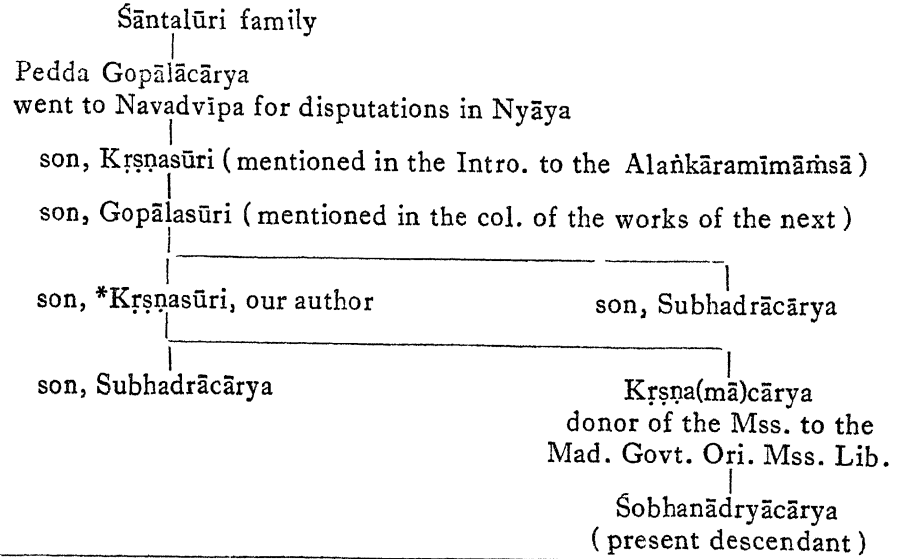 Śāntalūri family
Pedda Gopālācārya
went to Navadvīpa for disputations in Nyāya
son, Kṛṣṇasūri ( mentioned in the Intro. to the Alaṅkāramīmāṁsā )
son, Gopālasūri ( mentioned in the col. of the works of the next )
son, *Kṛṣṇasūri, our author son, Subhadrācārya
son, Subhadrācārya Kṛṣṇa(mā)cārya
donor of the Mss. to the
Mad. Govt. Ori. Mss. Lib.
Śobhanādryācārya
( present descendant )